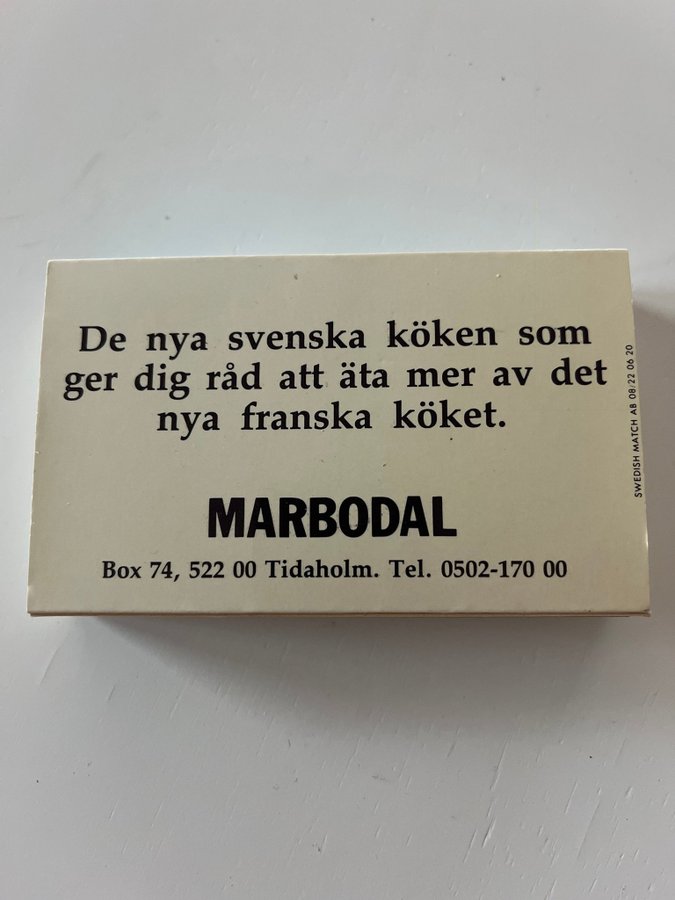 De nya svenska köken som
ger dig råd att äta mer av det
nya franska köket.
MARBODAL
Box 74, 522 00 Tidaholm. Tel. 0502-170 00
SWEDISH MATCH AB 08/22 06 20